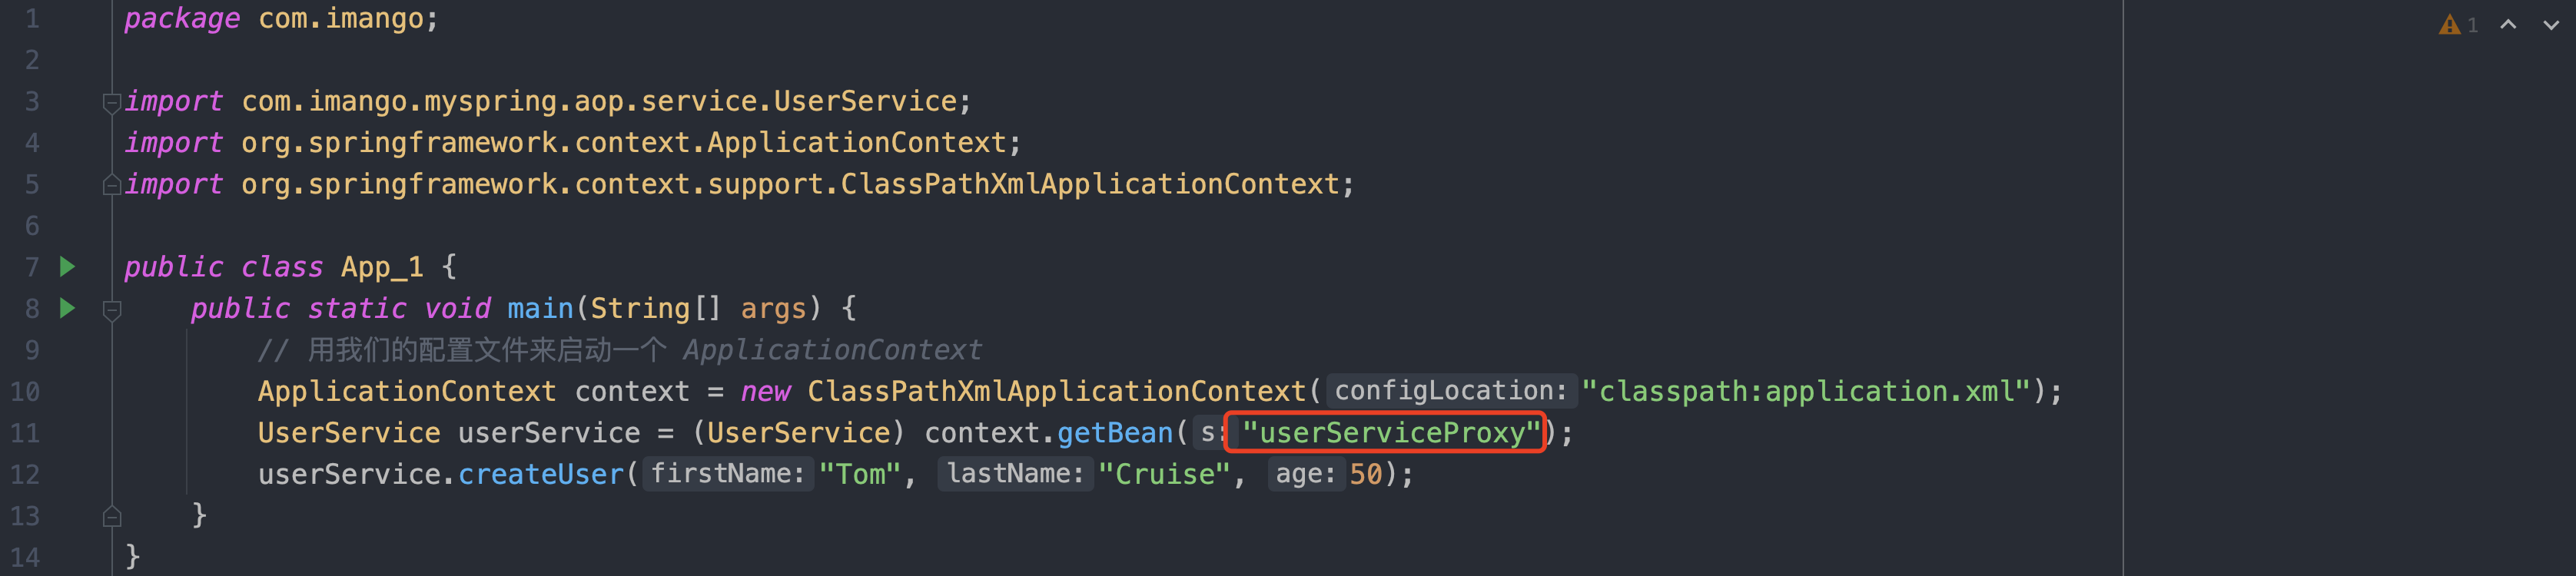 1 package com.imango;
2
3 import com.imango.myspring.aop.service.UserService;
4 import org.springframework.context.ApplicationContext;
5 import org.springframework.context.support.ClassPathXmlApplicationContext;
6
7 public class App_1 {
8 public static void main(String[] args) {
9 // 用我们的配置文件来启动一个 ApplicationContext
10 ApplicationContext context = new ClassPathXmlApplicationContext( configLocation: "classpath:application.xml");
11 UserService userService = (UserService) context.getBean( s: "userServiceProxy");
12 userService.createUser( firstName: "Tom", lastName: "Cruise", age: 50);
13 }
14 }
1